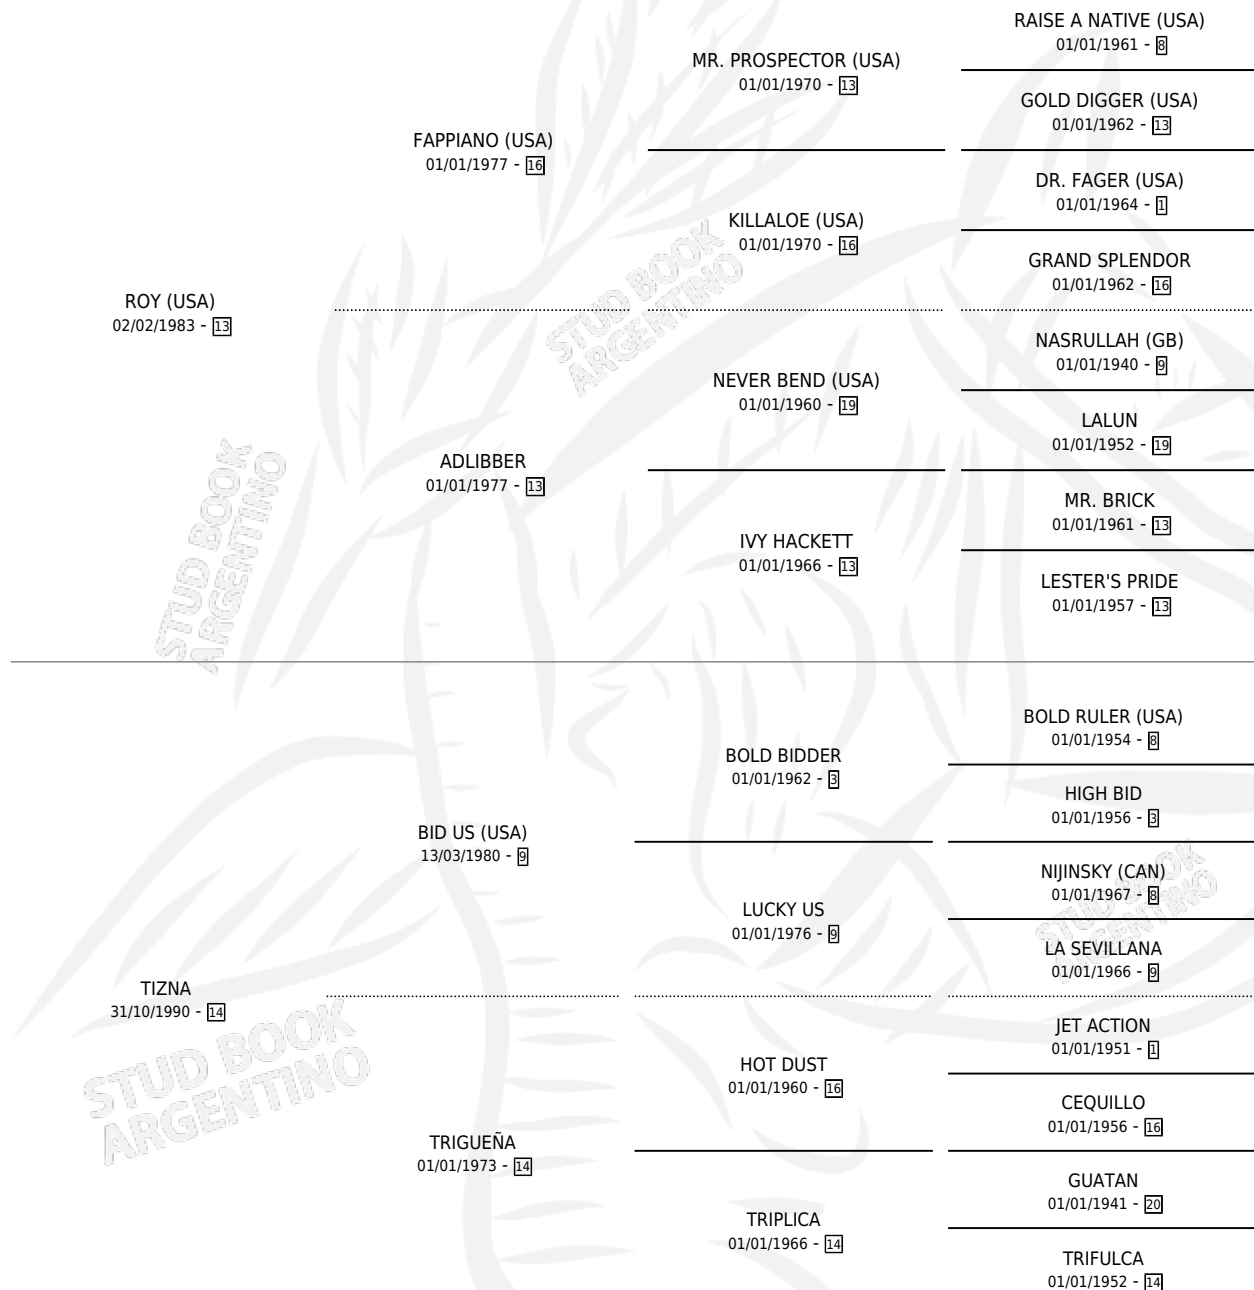 RAISE A NATIVE (USA)
01/01/1961 - 8
MR. PROSPECTOR (USA)
01/01/1970 - 13
GOLD DIGGER (USA)
01/01/1962 - 13
FAPPIANO (USA)
01/01/1977 - 16
DR. FAGER (USA)
01/01/1964 - 1
KILLALOE (USA)
01/01/1970 - 16
GRAND SPLENDOR
01/01/1962 - 16
ROY (USA)
02/02/1983 - 13
NASRULLAH (GB)
01/01/1940 - 9
NEVER BEND (USA)
01/01/1960 - 19
LALUN
01/01/1952 - 19
ADLIBBER
01/01/1977 - 13
MR. BRICK
01/01/1961 - 13
IVY HACKETT
01/01/1966 - 13
LESTER'S PRIDE
01/01/1957 - 13
BOLD RULER (USA)
01/01/1954 - 8
BOLD BIDDER
01/01/1962 - 3
HIGH BID
01/01/1956 - 3
BID US (USA)
13/03/1980 - 9
NIJINSKY (CAN)
01/01/1967 - 8
LUCKY US
01/01/1976 - 9
LA SEVILLANA
01/01/1966 - 9
TIZNA
31/10/1990 - 14
JET ACTION
01/01/1951 - 1
HOT DUST
01/01/1960 - 16
CEQUILLO
01/01/1956 - 16
TRIGUEÑA
01/01/1973 - 14
GUATAN
01/01/1941 - 20
TRIPLICA
01/01/1966 - 14
TRIFULCA
01/01/1952 - 14
STUD BOOK
ARGENTINO
STUD BOOK
ARGENTINO
STUD BOOK
ARGENTINO
STUD BOOK
ARGENTINO